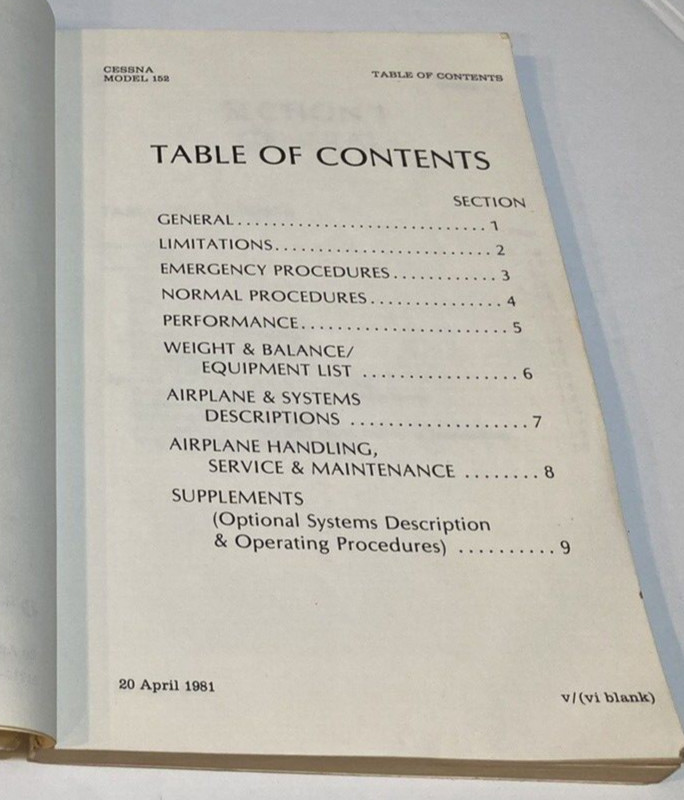 CESSNA
MODEL 152
TABLE OF CONTENTS
TABLE OF CONTENTS
SECTION
GENERAL............................1
LIMITATIONS........................2
EMERGENCY PROCEDURES............3
NORMAL PROCEDURES...............4
PERFORMANCE.......................5
WEIGHT & BALANCE/
EQUIPMENT LIST .................6
AIRPLANE & SYSTEMS
DESCRIPTIONS ...................7
AIRPLANE HANDLING,
SERVICE & MAINTENANCE ........8
SUPPLEMENTS
(Optional Systems Description
& Operating Procedures) ..........9
20 April 1981
v/(vi blank)